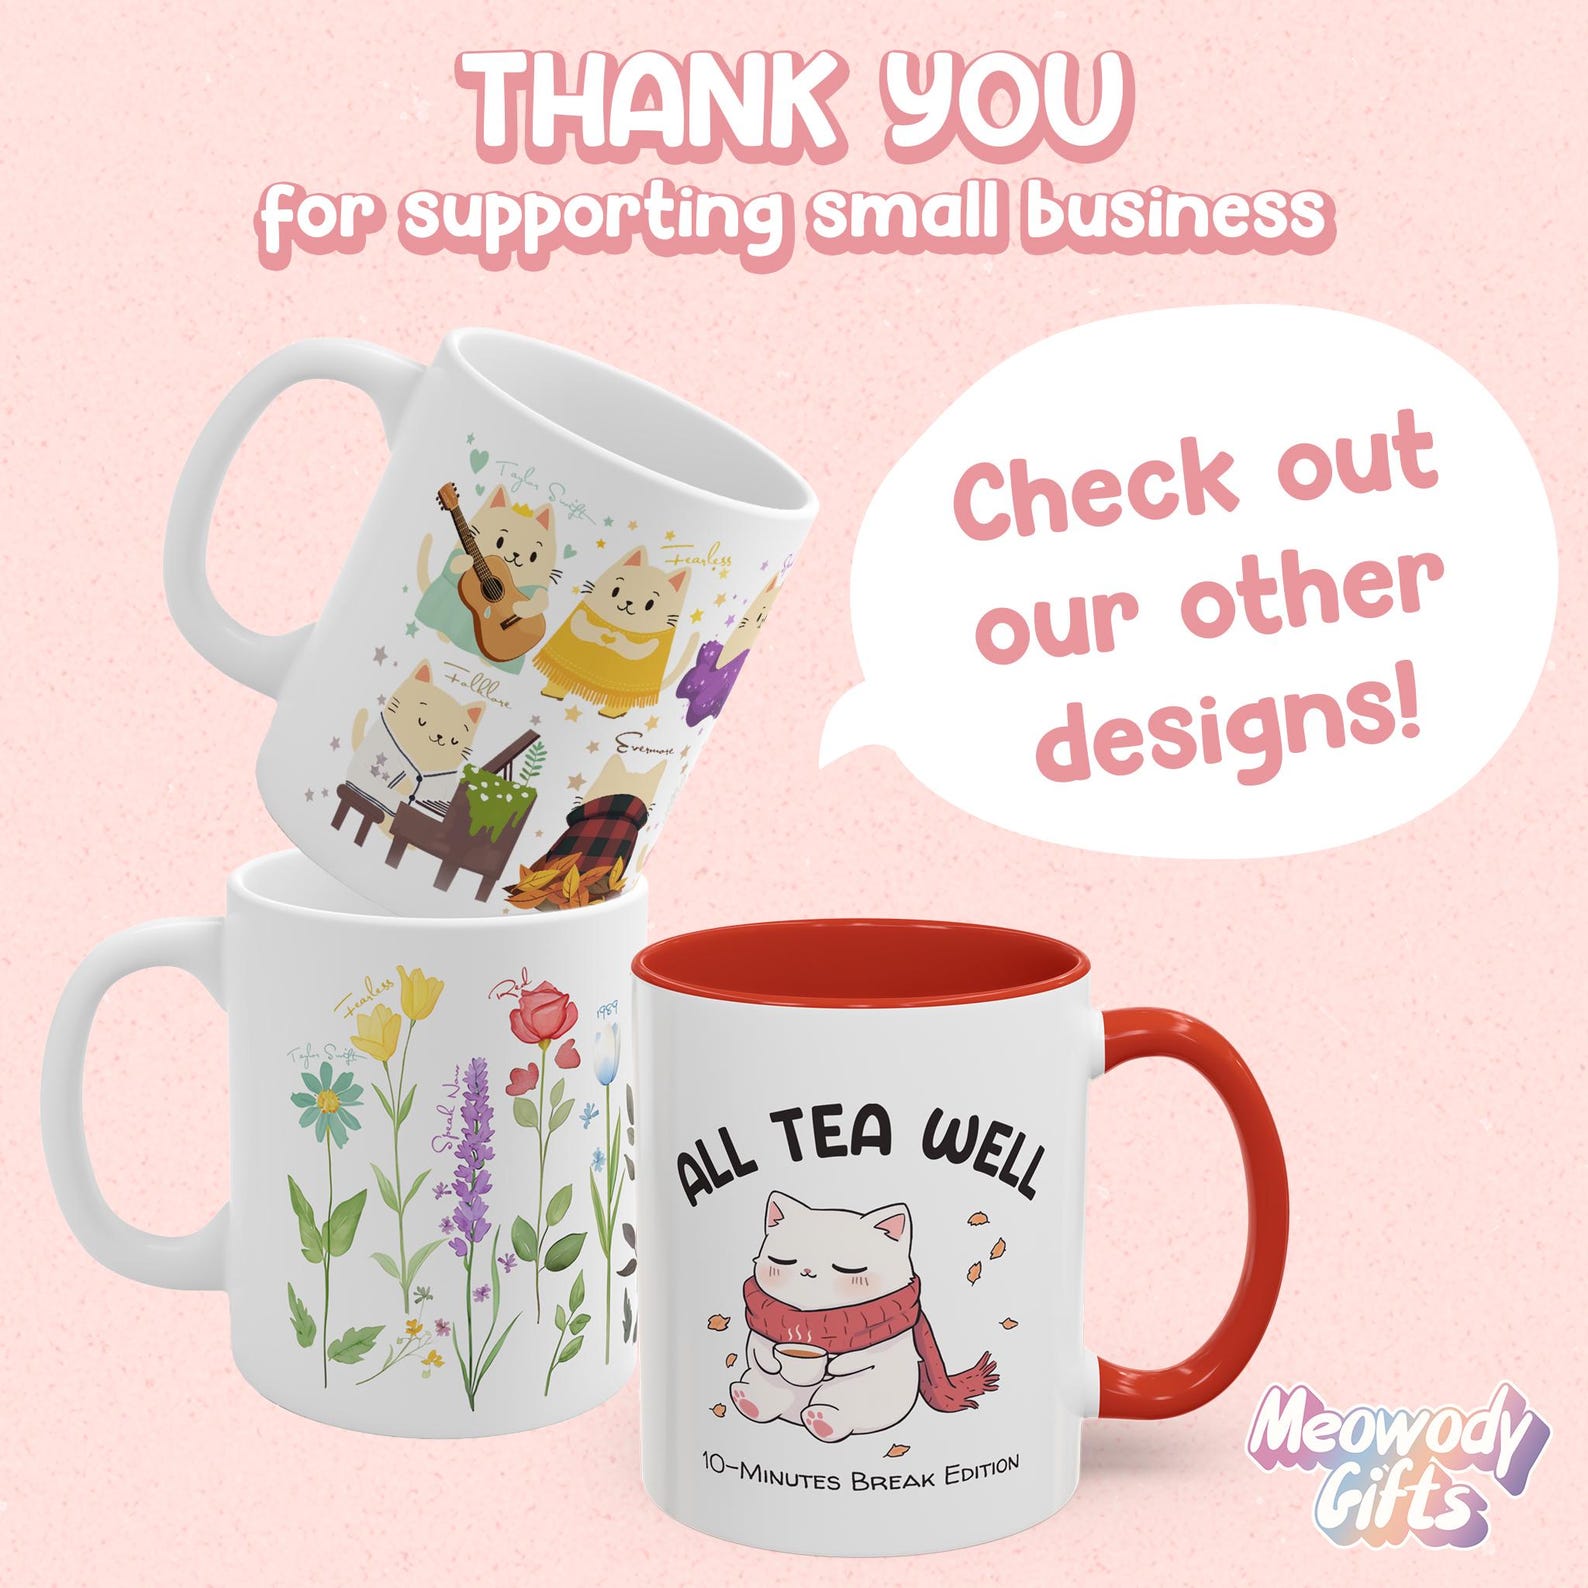 THANK YOU
for supporting small business
Check out
our other
designs!
Taylor Swift
Fearless
Folklore
Evermore
Fearless
Red
1989
Taylor Swift
Speak Now
ALL TEA WELL
10-MINUTES BREAK EDITION
Meowody
Gifts